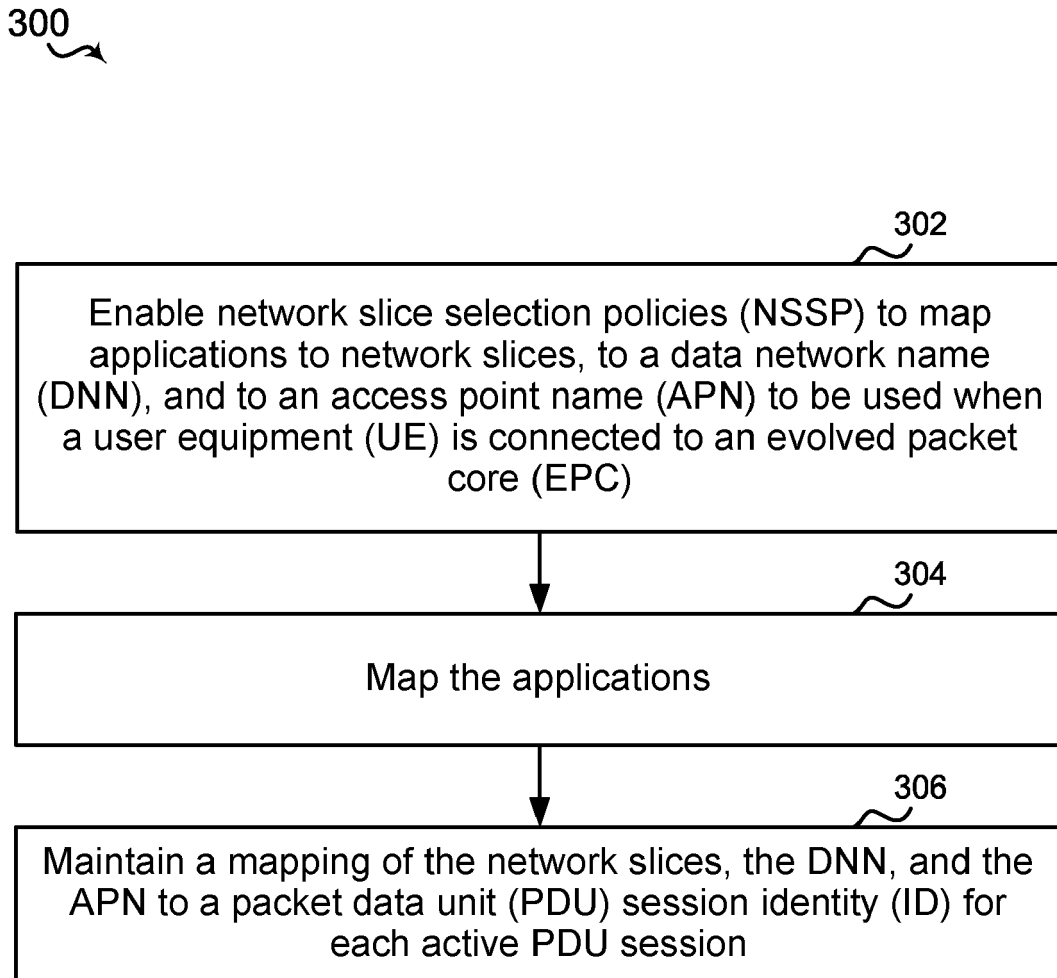 300
302
Enable network slice selection policies (NSSP) to map
applications to network slices, to a data network name
(DNN), and to an access point name (APN) to be used when
a user equipment (UE) is connected to an evolved packet
core (EPC)
304
Map the applications
306
Maintain a mapping of the network slices, the DNN, and the
APN to a packet data unit (PDU) session identity (ID) for
each active PDU session